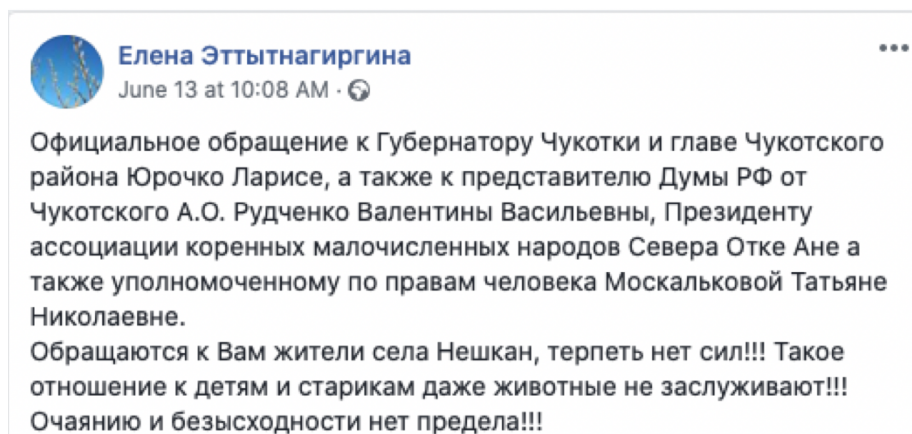 Елена Эттытнагиргина
June 13 at 10:08 AM ·
Официальное обращение к Губернатору Чукотки и главе Чукотского
района Юрочко Ларисе, а также к представителю Думы РФ от
Чукотского А.О. Рудченко Валентины Васильевны, Президенту
ассоциации коренных малочисленных народов Севера Отке Ане а
также уполномоченному по правам человека Москальковой Татьяне
Николаевне.
Обращаются к Вам жители села Нешкан, терпеть нет сил!!! Такое
отношение к детям и старикам даже животные не заслуживают!!!
Очаянию и безысходности нет предела!!!